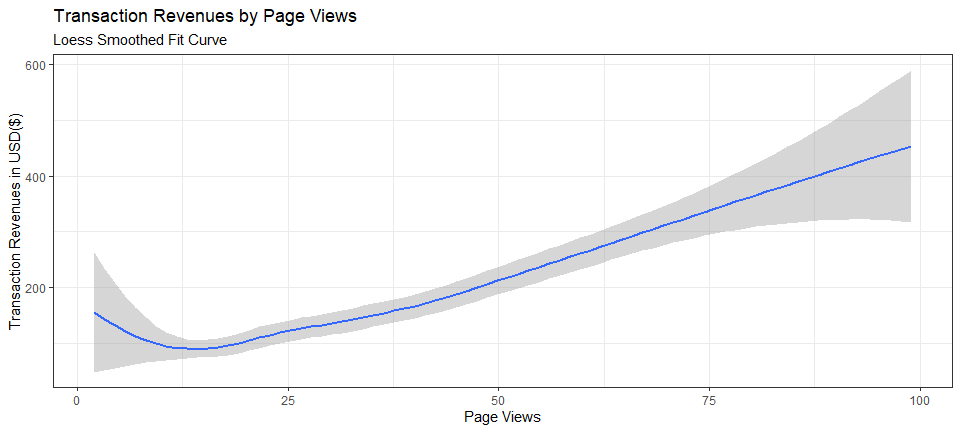 Transaction Revenues by Page Views
Loess Smoothed Fit Curve
Transaction Revenues in USD($)
600
400
200
0
25
50
75
100
Page Views